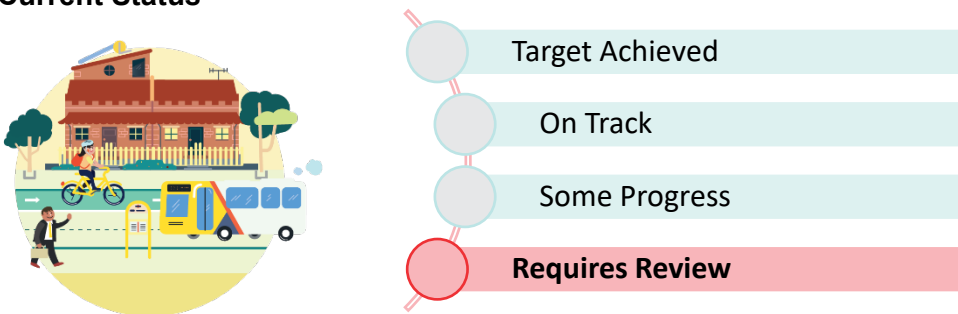 Current Status
Target Achieved
On Track
Some Progress
Requires Review